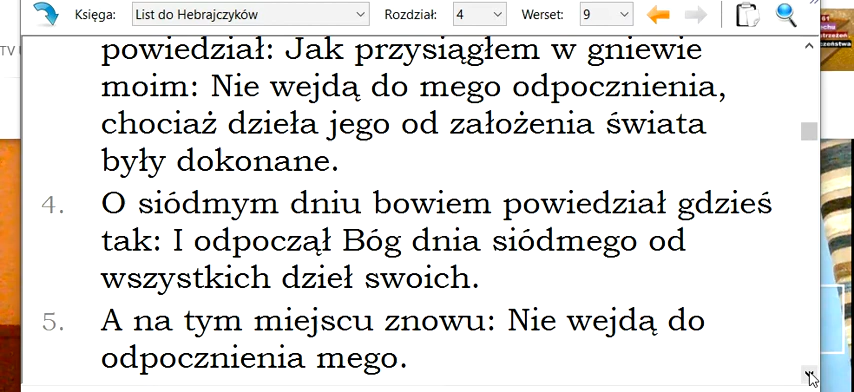 Księga: List do Hebrajczyków Rozdział: 4 Werset: 9
powiedział: Jak przysiągłem w gniewie
moim: Nie wejdą do mego odpocznienia,
chociaż dzieła jego od założenia świata
były dokonane.
4. O siódmym dniu bowiem powiedział gdzieś
tak: I odpoczął Bóg dnia siódmego od
wszystkich dzieł swoich.
5. A na tym miejscu znowu: Nie wejdą do
odpocznienia mego.
TV